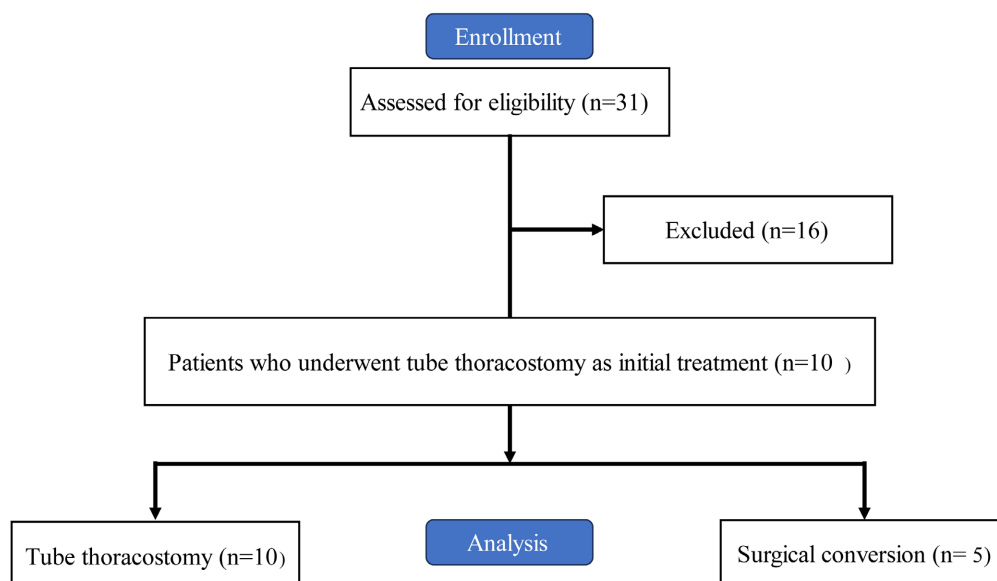 Enrollment
Assessed for eligibility (n=31)
Excluded (n=16)
Patients who underwent tube thoracostomy as initial treatment (n=10 )
Tube thoracostomy (n=10)
Analysis
Surgical conversion (n= 5)